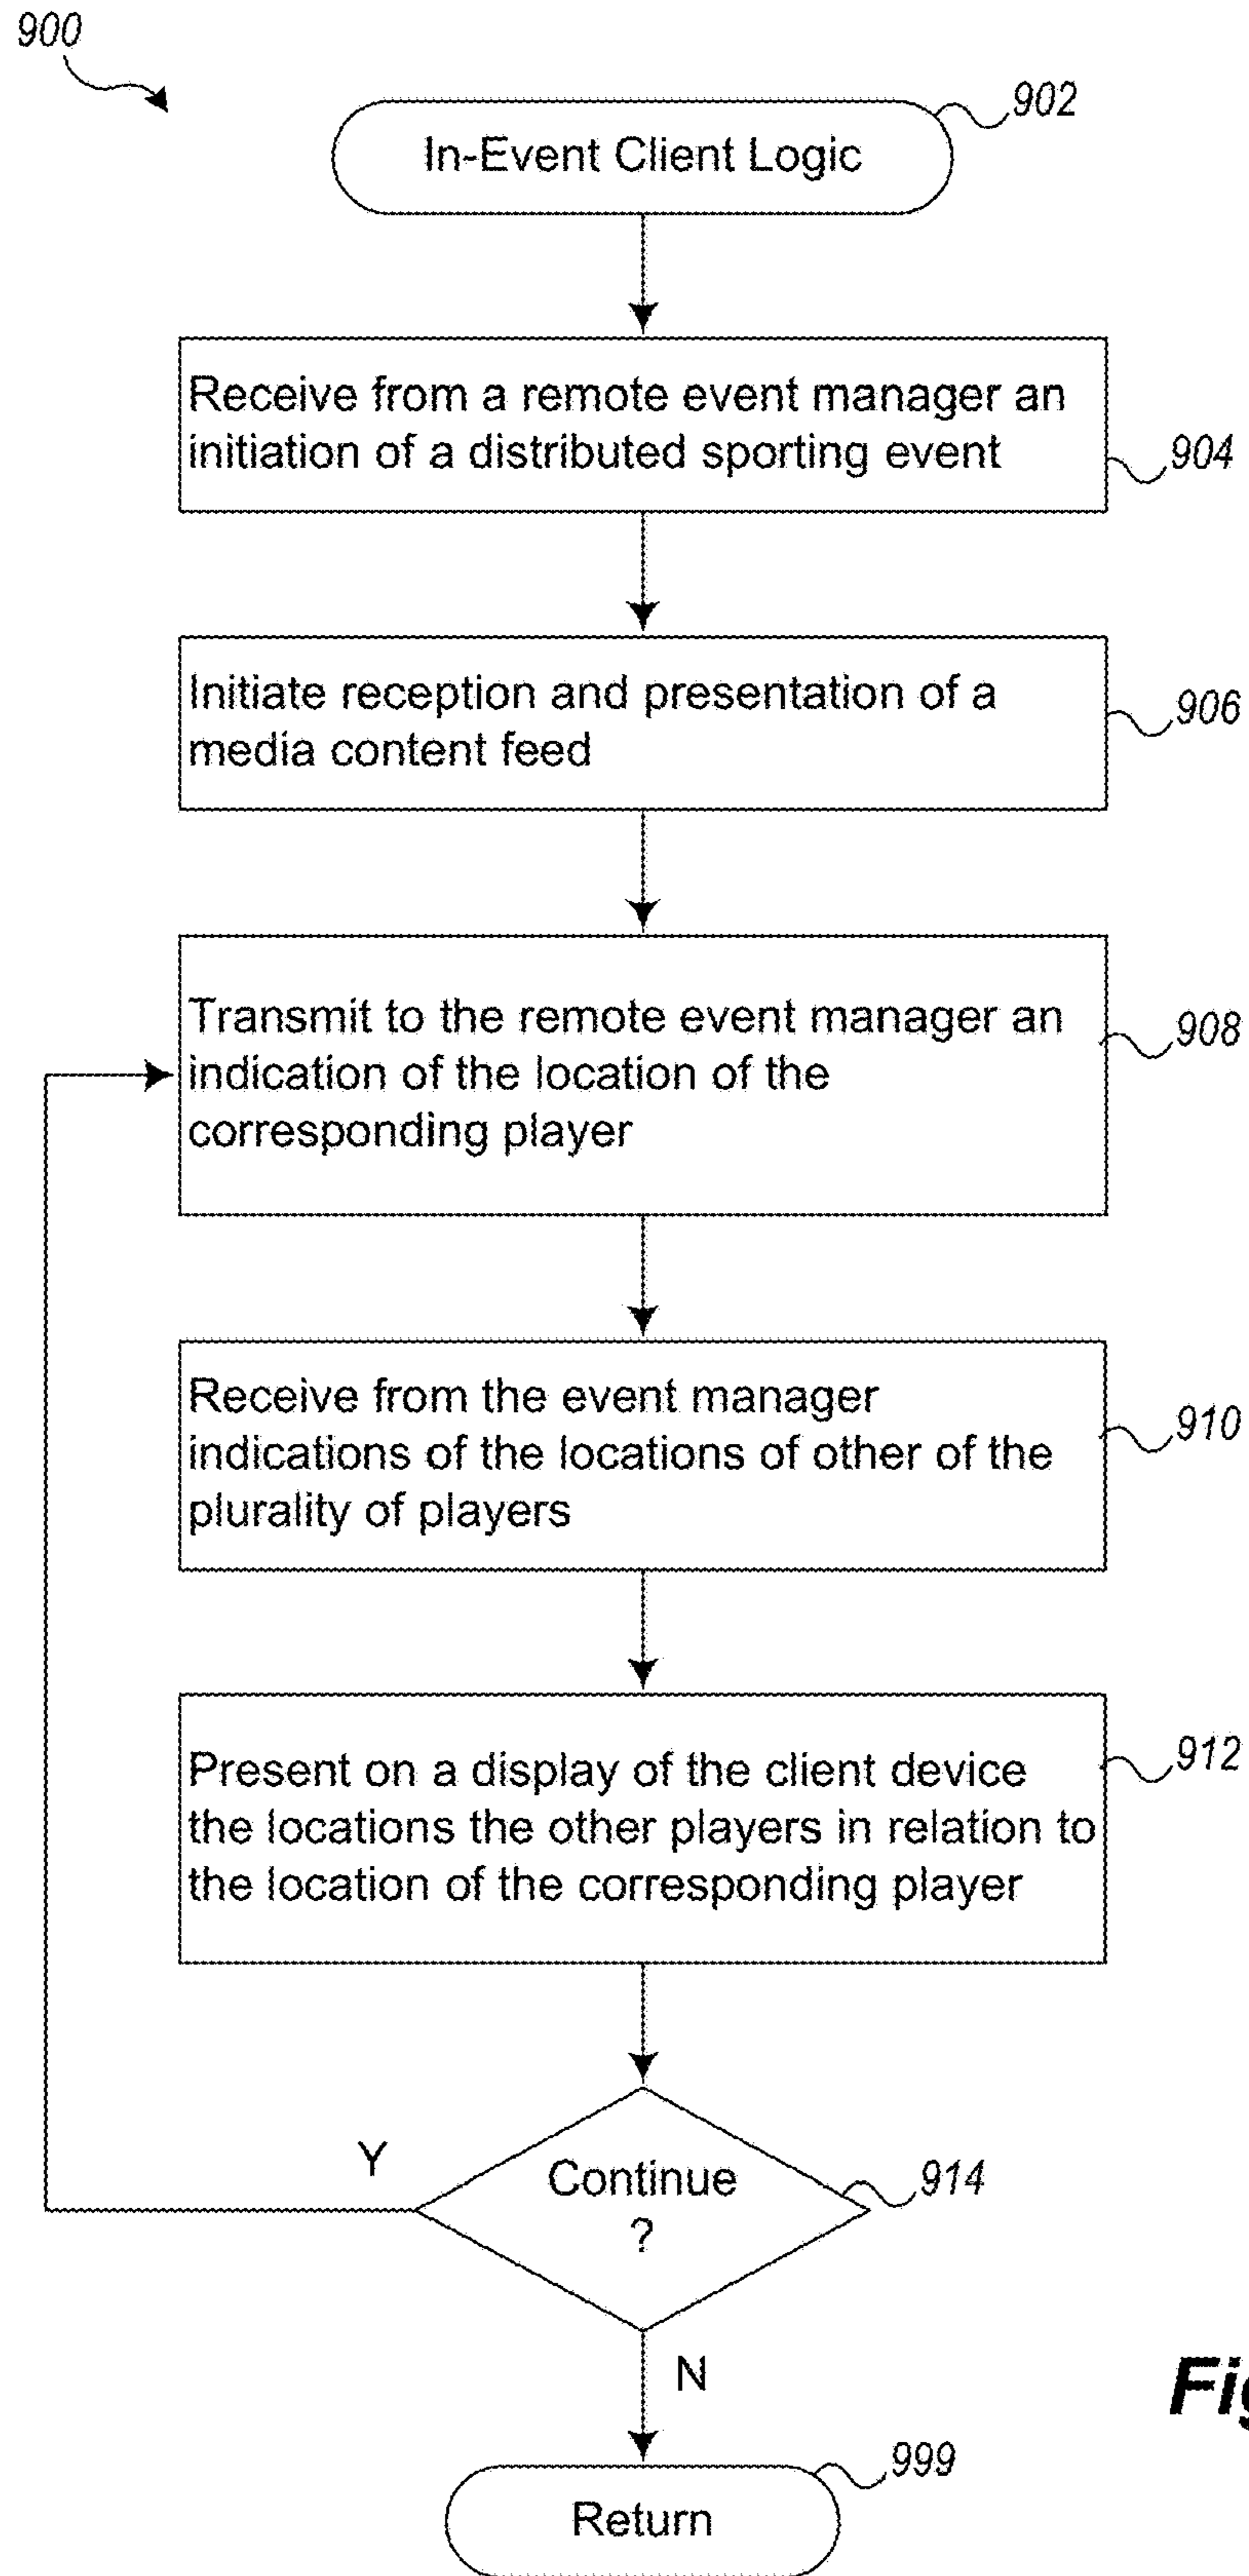 900
902
In-Event Client Logic
Receive from a remote event manager an
initiation of a distributed sporting event
904
Initiate reception and presentation of a
media content feed
906
Transmit to the remote event manager an
indication of the location of the
corresponding player
908
Receive from the event manager
indications of the locations of other of the
plurality of players
910
Present on a display of the client device
the locations the other players in relation to
the location of the corresponding player
912
Y
Continue
?
914
N
999
Return